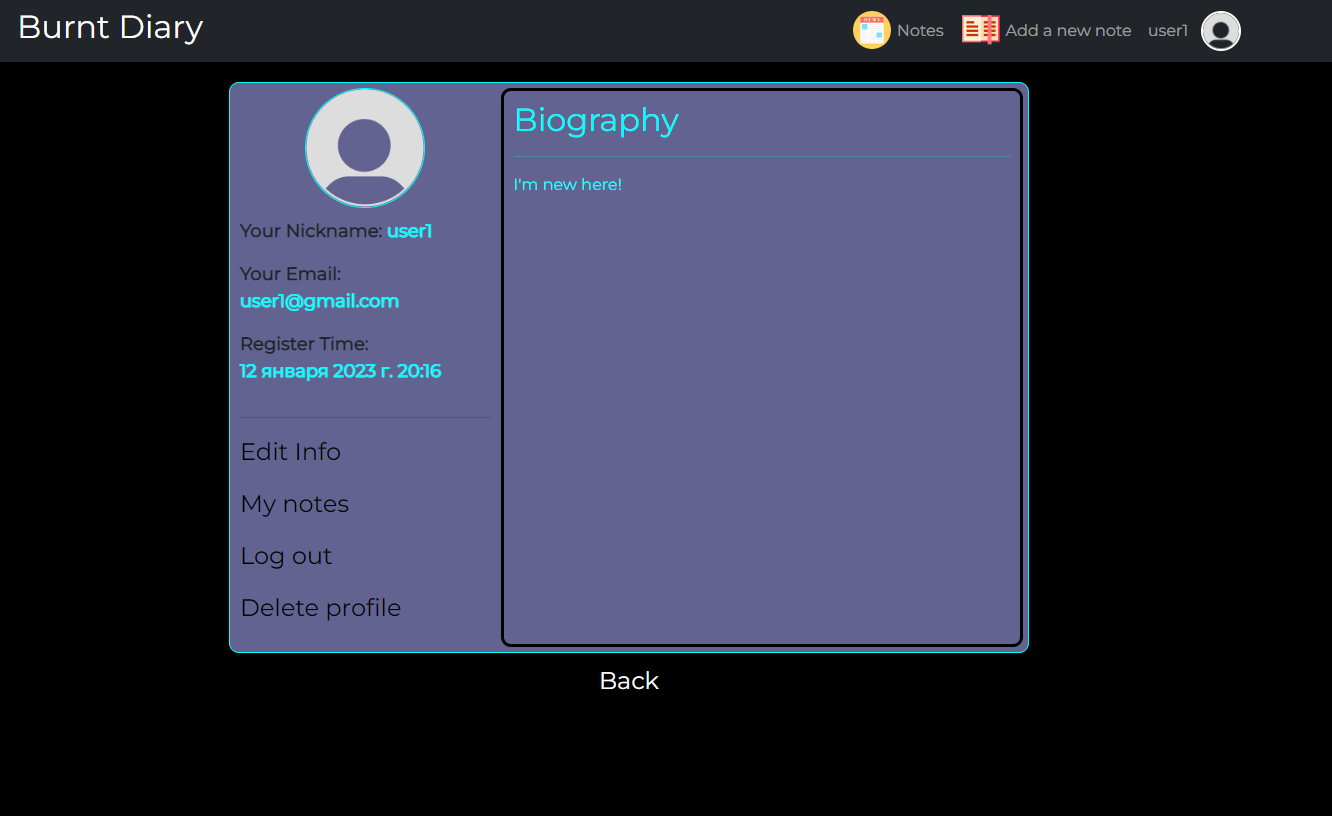 Burnt Diary
NEWS
Notes
Add a new note
user1
Your Nickname: user1
Your Email:
user1@gmail.com
Register Time:
12 января 2023 г. 20:16
Edit Info
My notes
Log out
Delete profile
Biography
I'm new here!
Back